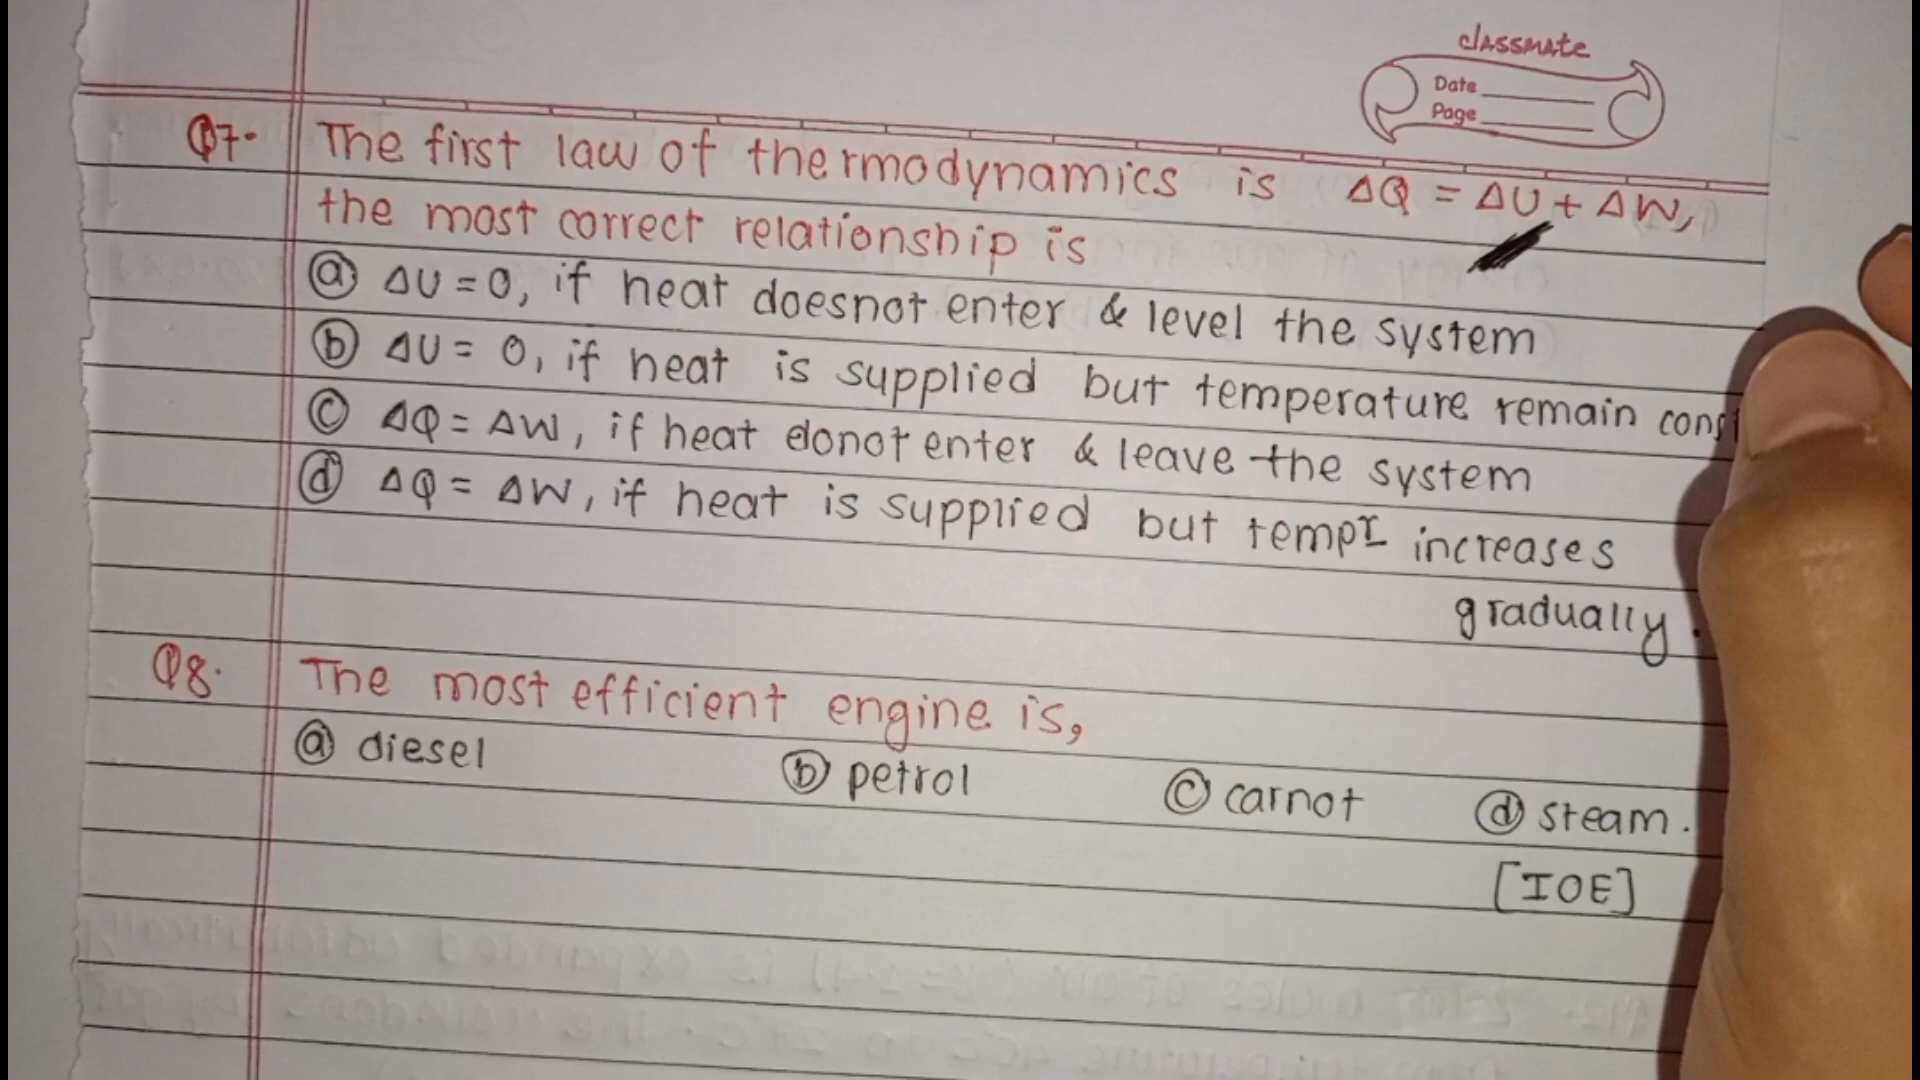 classmate
Date
Page
Q7. The first law of thermodynamics is ΔQ = ΔU + ΔW,
the most correct relationship is
ⓐ ΔU = 0, if heat doesnot enter & level the system
ⓑ ΔU = 0, if heat is supplied but temperature remain
ⓒ ΔQ = ΔW, if heat donot enter & leave the system
ⓓ ΔQ = ΔW, if heat is supplied but tempr increases
gradually.
Q8. The most efficient engine is,
ⓐ diesel ⓑ petrol ⓒ carnot ⓓ steam.
[IOE]